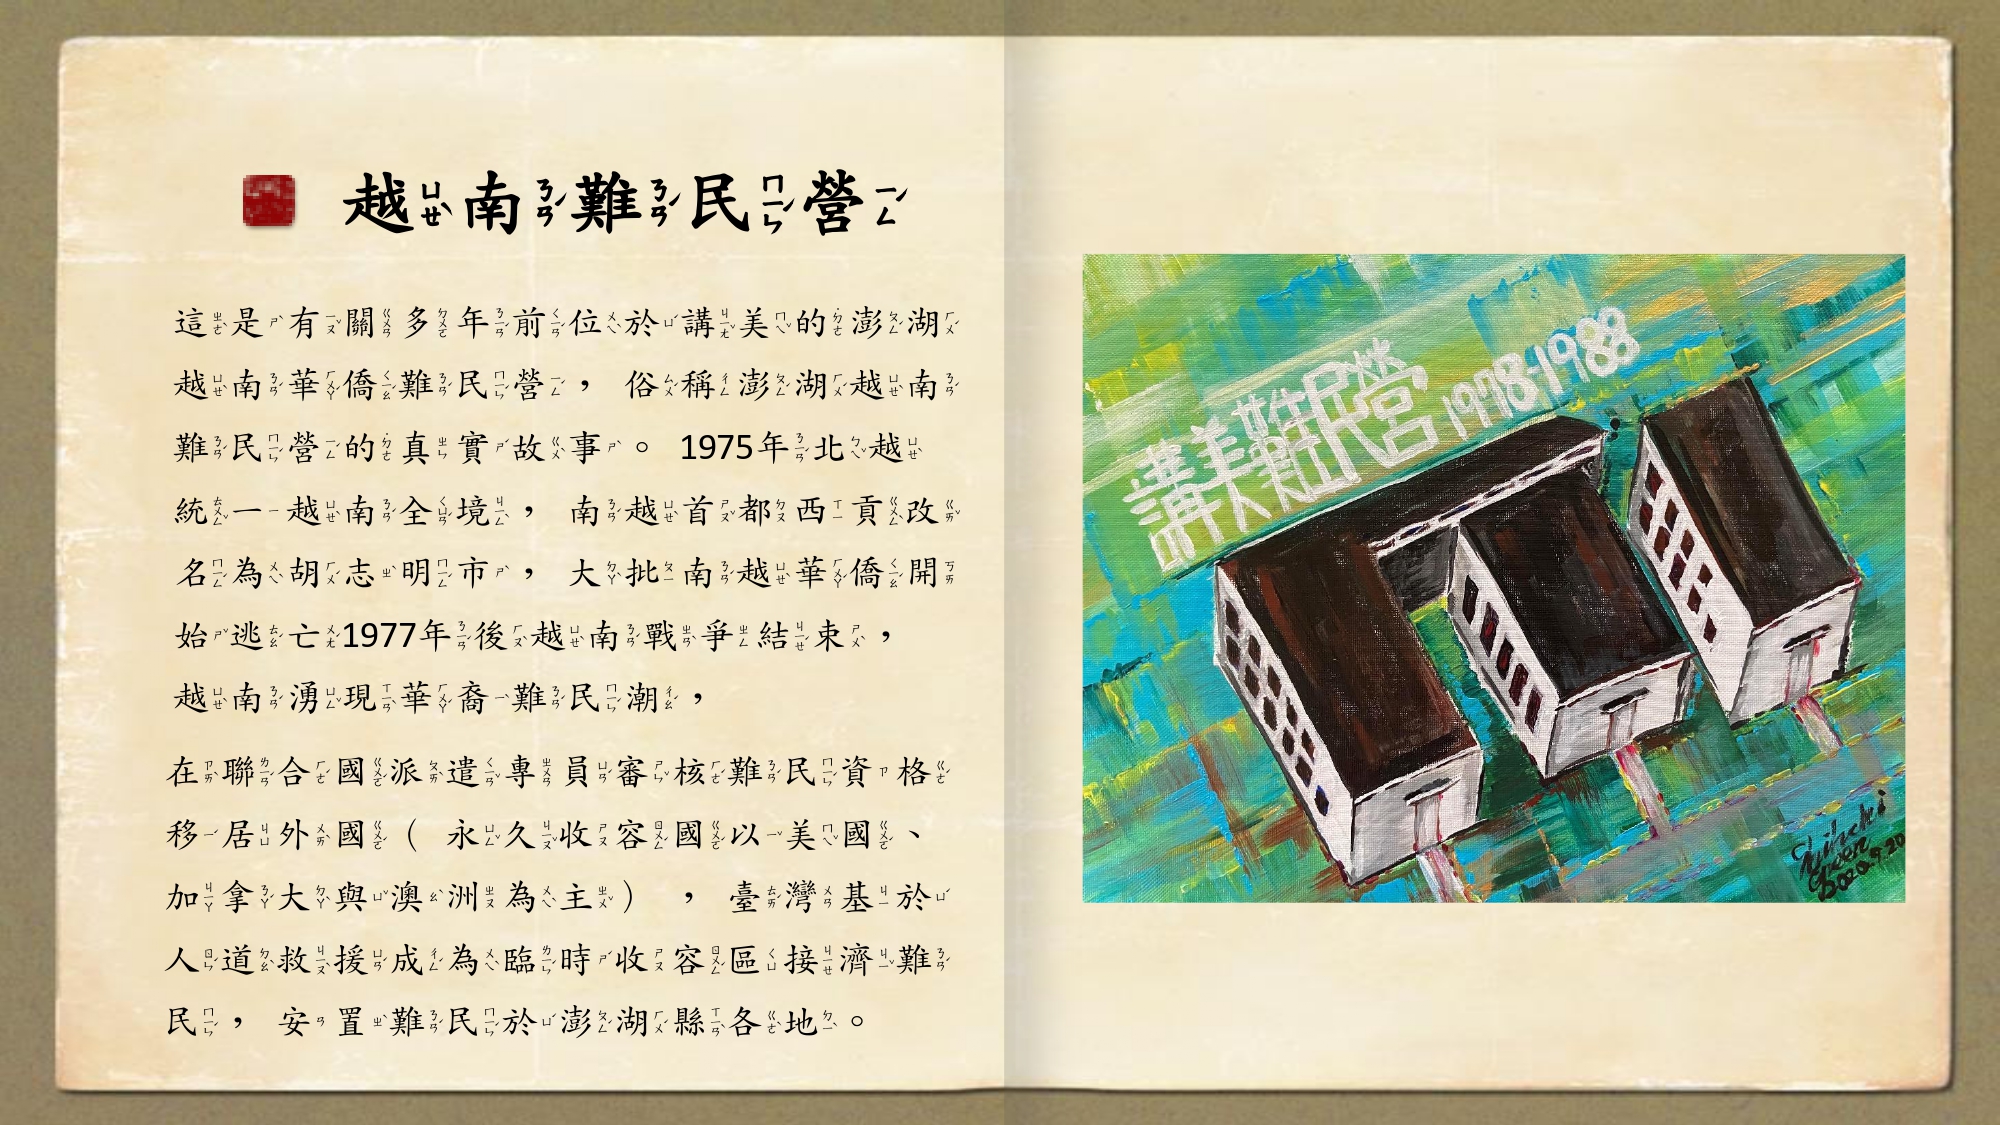 越南難民營
這是有關多年前位於講美的澎湖
越南華僑難民營， 俗稱澎湖越南
難民營的真實故事。 1975年北越
統一越南全境， 南越首都西貢改
名為胡志明市， 大批南越華僑開
始逃亡1977年後越南戰爭結束，
越南湧現華裔難民潮，
在聯合國派遣專員審核難民資格
移居外國（ 永久收容國以美國、
加拿大與澳洲為主） ， 臺灣基於
人道救援成為臨時收容區接濟難
民， 安置難民於澎湖縣各地。
講美難民營 1978-1988
2020.9.20